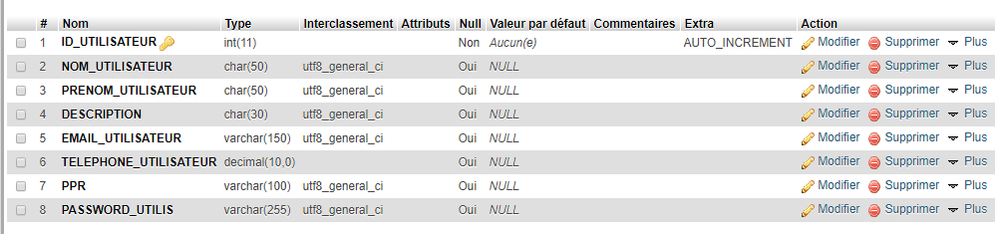 # Nom Type Interclassement Attributs Null Valeur par défaut Commentaires Extra Action
1 ID_UTILISATEUR int(11) Non Aucun(e) AUTO_INCREMENT Modifier Supprimer Plus
2 NOM_UTILISATEUR char(50) utf8_general_ci Oui NULL Modifier Supprimer Plus
3 PRENOM_UTILISATEUR char(50) utf8_general_ci Oui NULL Modifier Supprimer Plus
4 DESCRIPTION char(30) utf8_general_ci Oui NULL Modifier Supprimer Plus
5 EMAIL_UTILISATEUR varchar(150) utf8_general_ci Oui NULL Modifier Supprimer Plus
6 TELEPHONE_UTILISATEUR decimal(10,0) Oui NULL Modifier Supprimer Plus
7 PPR varchar(100) utf8_general_ci Oui NULL Modifier Supprimer Plus
8 PASSWORD_UTILIS varchar(255) utf8_general_ci Oui NULL Modifier Supprimer Plus